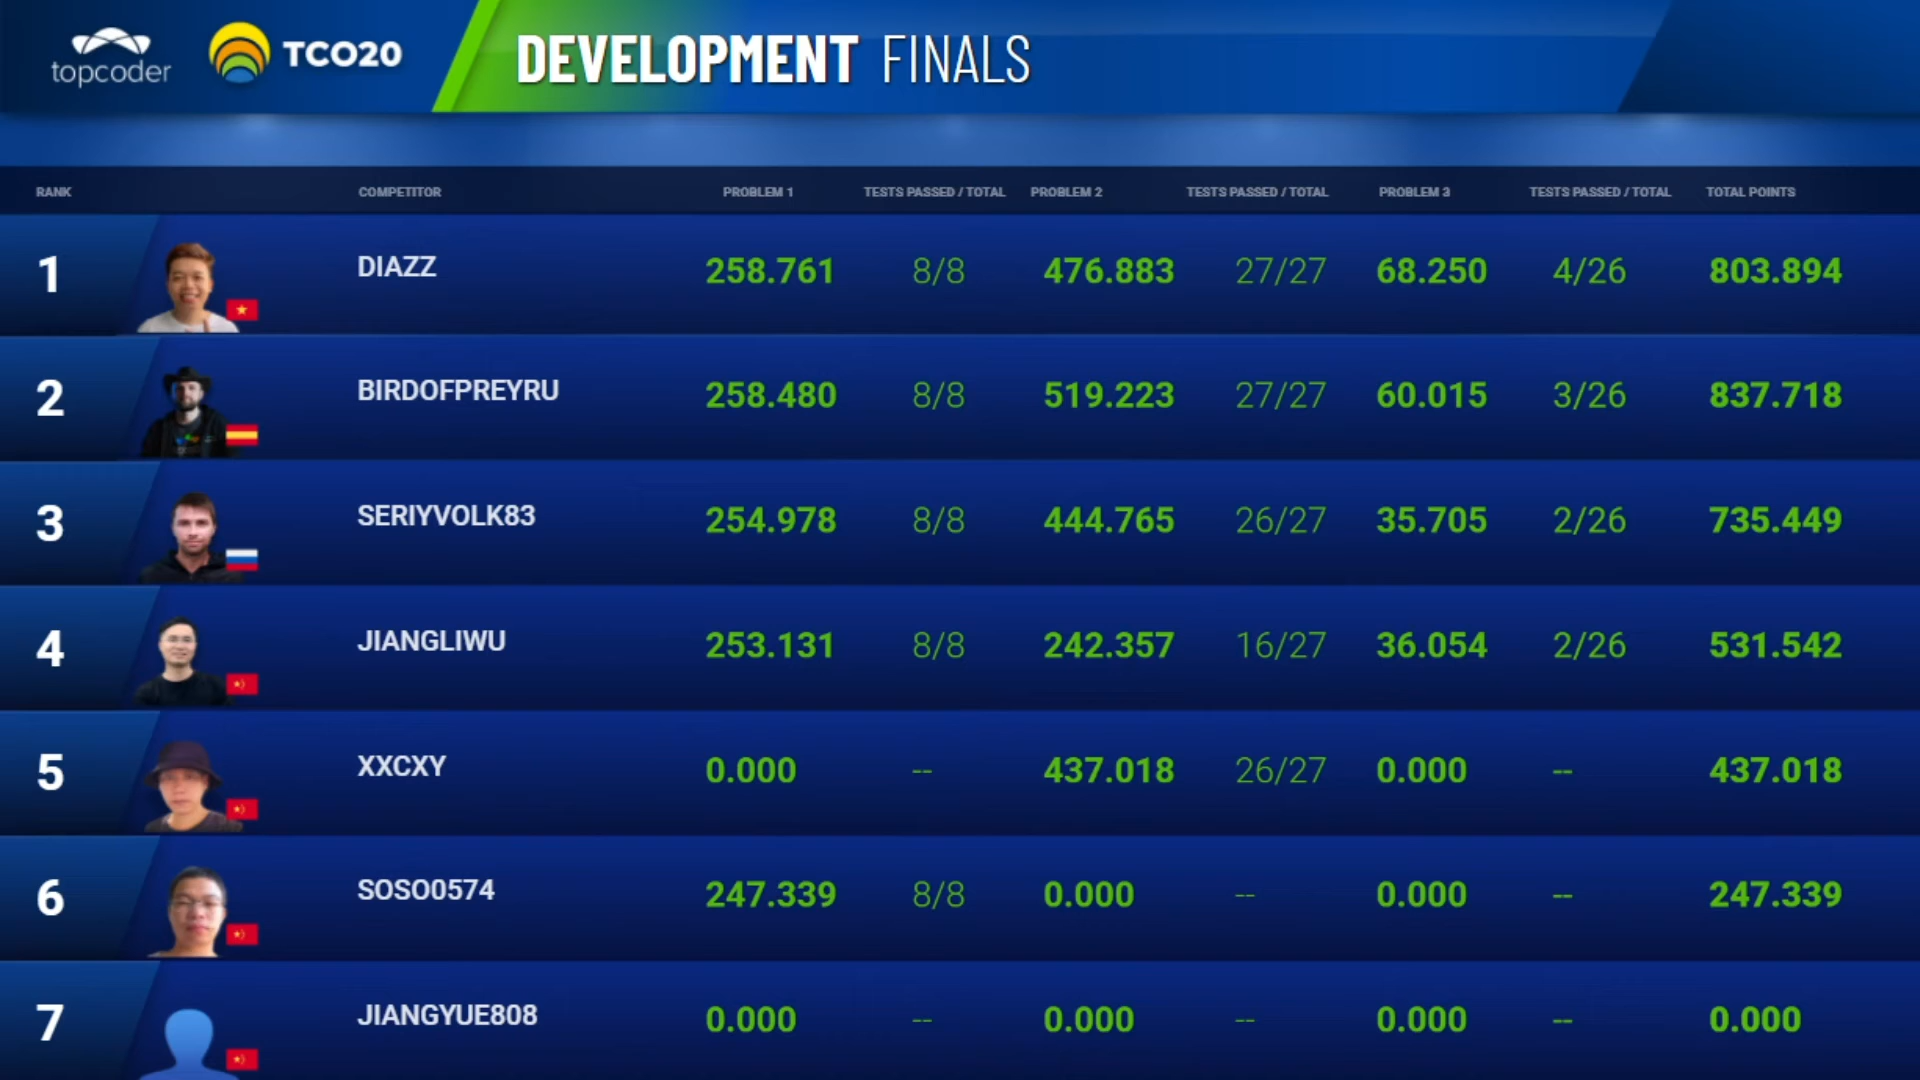 topcoder TCO20 DEVELOPMENT FINALS
RANK COMPETITOR PROBLEM 1 TESTS PASSED / TOTAL PROBLEM 2 TESTS PASSED / TOTAL PROBLEM 3 TESTS PASSED / TOTAL TOTAL POINTS
1 DIAZZ 258.761 8/8 476.883 27/27 68.250 4/26 803.894
2 BIRDOFPREYRU 258.480 8/8 519.223 27/27 60.015 3/26 837.718
3 SERIYVOLK83 254.978 8/8 444.765 26/27 35.705 2/26 735.449
4 JIANGLIWU 253.131 8/8 242.357 16/27 36.054 2/26 531.542
5 XXCXY 0.000 -- 437.018 26/27 0.000 -- 437.018
6 SOSO0574 247.339 8/8 0.000 -- 0.000 -- 247.339
7 JIANGYUE808 0.000 -- 0.000 -- 0.000 -- 0.000